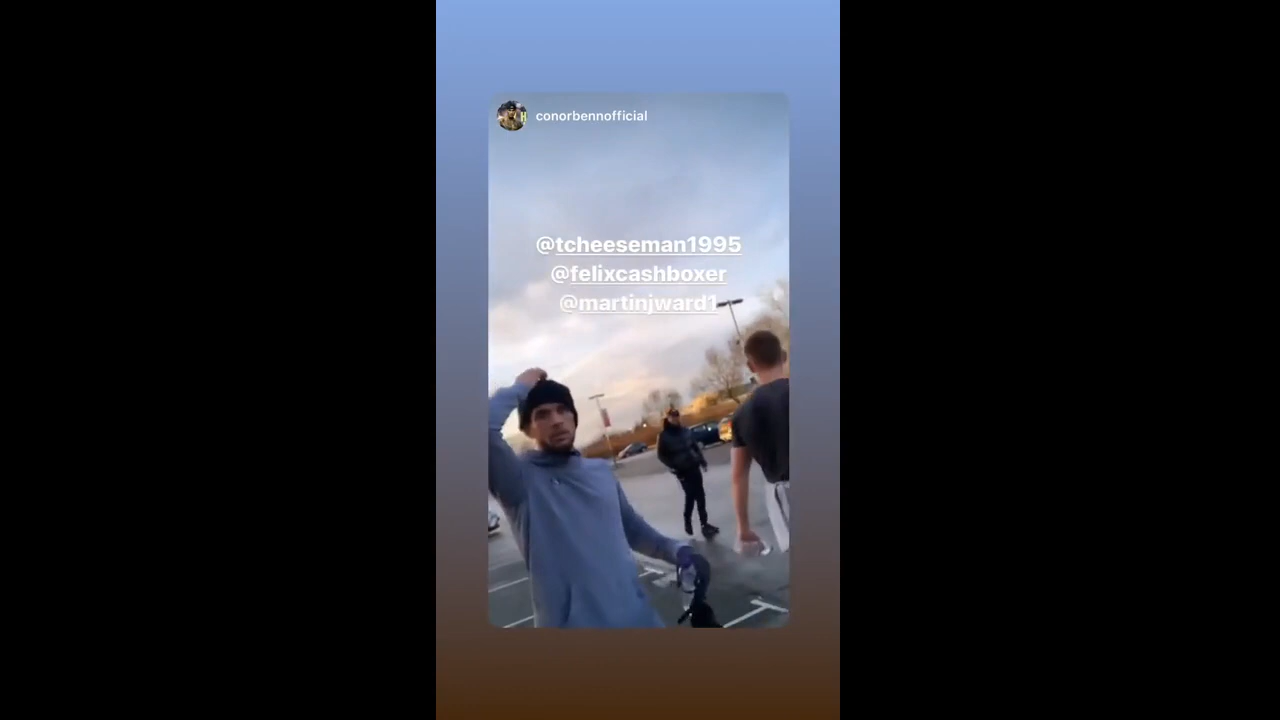 conorbennofficial
@tcheeseman1995
@felixcashboxer
@martinjward1